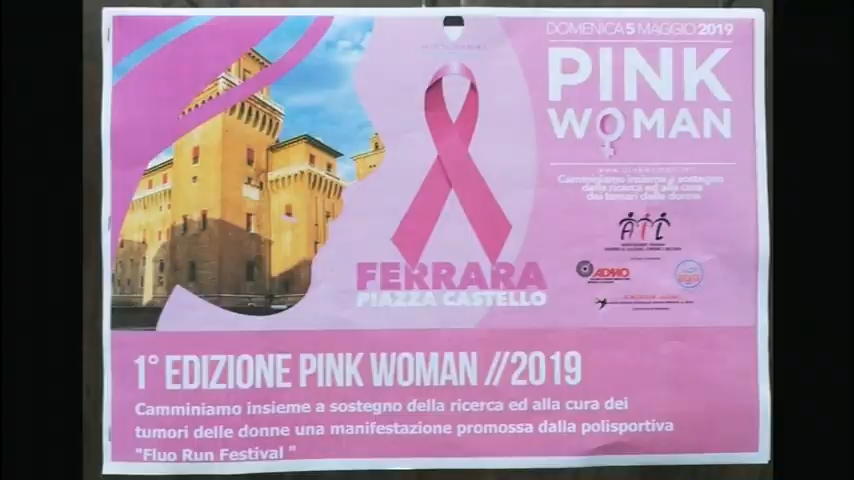 DOMENICA 5 MAGGIO 2019
PINK
WOMAN
Camminiamo insieme a sostegno
della ricerca ed alla cura
dei tumori delle donne
AIL
ADMO
FERRARA
PIAZZA CASTELLO
1° EDIZIONE PINK WOMAN //2019
Camminiamo insieme a sostegno della ricerca ed alla cura dei
tumori delle donne una manifestazione promossa dalla polisportiva
"Fluo Run Festival "